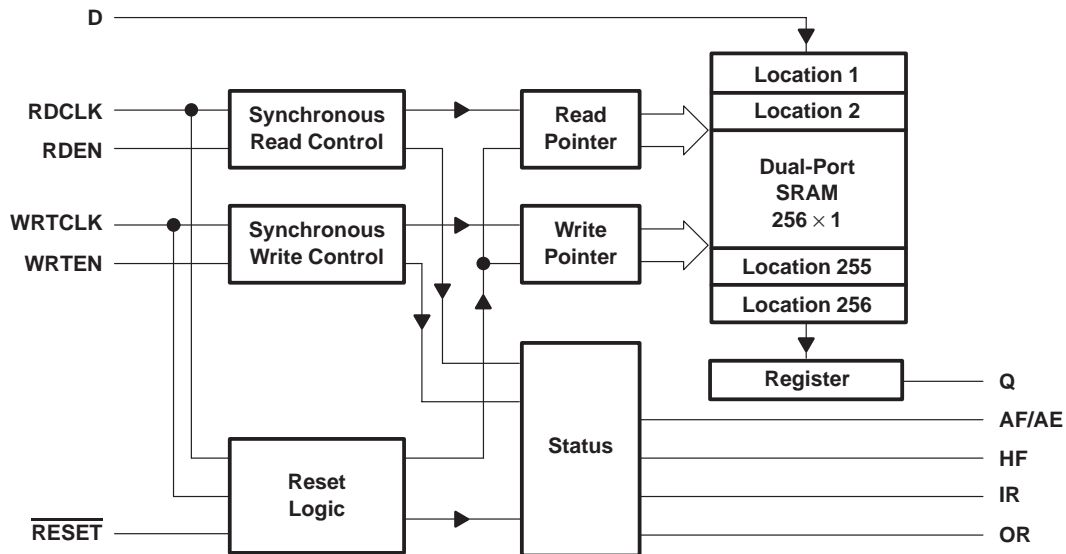 D
RDCLK
RDEN
WRTCLK
WRTEN
RESET
Synchronous
Read Control
Synchronous
Write Control
Reset
Logic
Read
Pointer
Write
Pointer
Status
Location 1
Location 2
Dual-Port
SRAM
256 × 1
Location 255
Location 256
Register
Q
AF/AE
HF
IR
OR